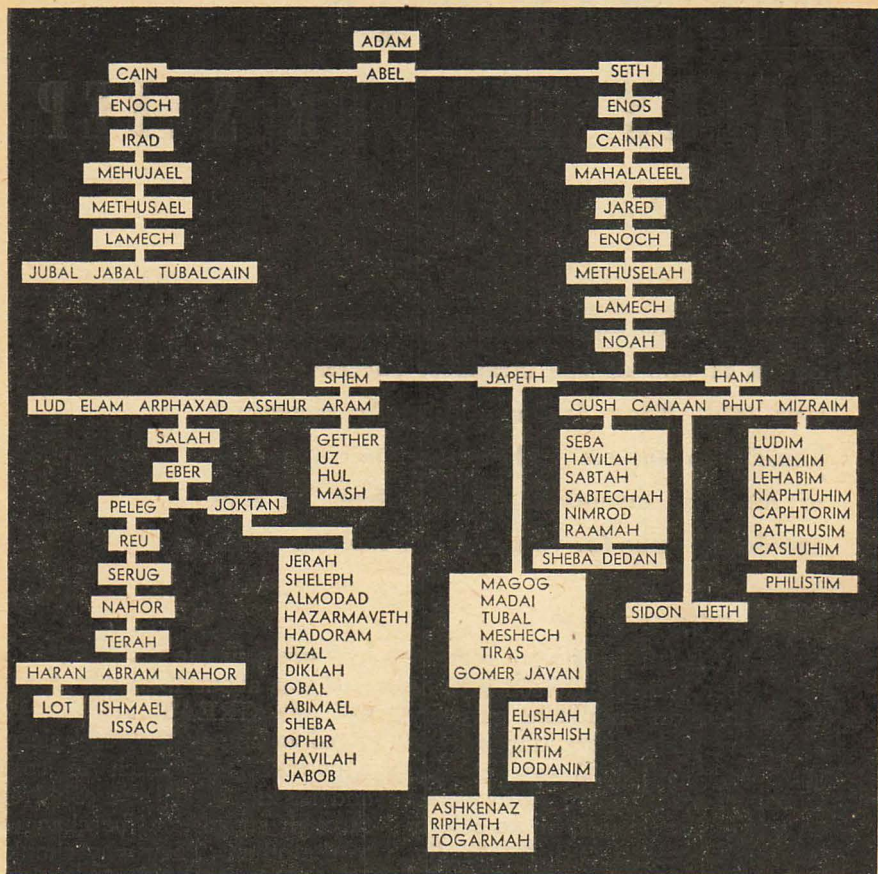 ADAM
CAIN ABEL SETH
ENOCH
IRAD
MEHUJAEL
METHUSAEL
LAMECH
JUBAL JABAL TUBALCAIN
ENOS
CAINAN
MAHALALEEL
JARED
ENOCH
METHUSELAH
LAMECH
NOAH
SHEM JAPETH HAM
LUD ELAM ARPHAXAD ASSHUR ARAM
SALAH
EBER
PELEG JOKTAN
REU
SERUG
NAHOR
TERAH
HARAN ABRAM NAHOR
LOT
ISHMAEL
ISSAC
GETHER
UZ
HUL
MASH
JERAH
SHELEPH
ALMODAD
HAZARMAVETH
HADORAM
UZAL
DIKLAH
OBAL
ABIMAEL
SHEBA
OPHIR
HAVILAH
JABOB
MAGOG
MADAI
TUBAL
MESHECH
TIRAS
GOMER JAVAN
ELISHAH
TARSHISH
KITTIM
DODANIM
ASHKENAZ
RIPHATH
TOGARMAH
CUSH CANAAN PHUT MIZRAIM
SEBA
HAVILAH
SABTAH
SABTECHAH
NIMROD
RAAMAH
SHEBA DEDAN
SIDON HETH
LUDIM
ANAMIM
LEHABIM
NAPHTUHIM
CAPHTORIM
PATHRUSIM
CASLUHIM
PHILISTIM